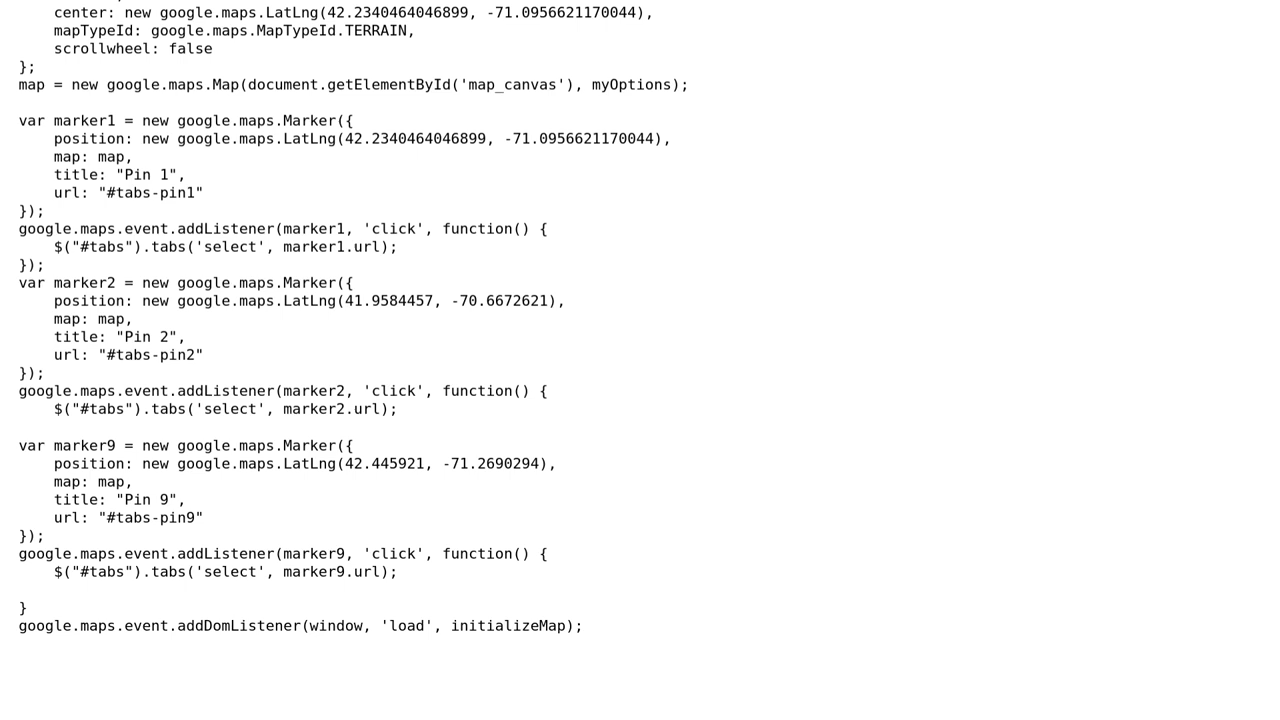 center: new google.maps.LatLng(42.2340464046899, -71.0956621170044),
mapTypeId: google.maps.MapTypeId.TERRAIN,
scrollwheel: false
};
map = new google.maps.Map(document.getElementById('map_canvas'), myOptions);
var marker1 = new google.maps.Marker({
position: new google.maps.LatLng(42.2340464046899, -71.0956621170044),
map: map,
title: "Pin 1",
url: "#tabs-pin1"
});
google.maps.event.addListener(marker1, 'click', function() {
$("#tabs").tabs('select', marker1.url);
});
var marker2 = new google.maps.Marker({
position: new google.maps.LatLng(41.9584457, -70.6672621),
map: map,
title: "Pin 2",
url: "#tabs-pin2"
});
google.maps.event.addListener(marker2, 'click', function() {
$("#tabs").tabs('select', marker2.url);
var marker9 = new google.maps.Marker({
position: new google.maps.LatLng(42.445921, -71.2690294),
map: map,
title: "Pin 9",
url: "#tabs-pin9"
});
google.maps.event.addListener(marker9, 'click', function() {
$("#tabs").tabs('select', marker9.url);
}
google.maps.event.addDomListener(window, 'load', initializeMap);